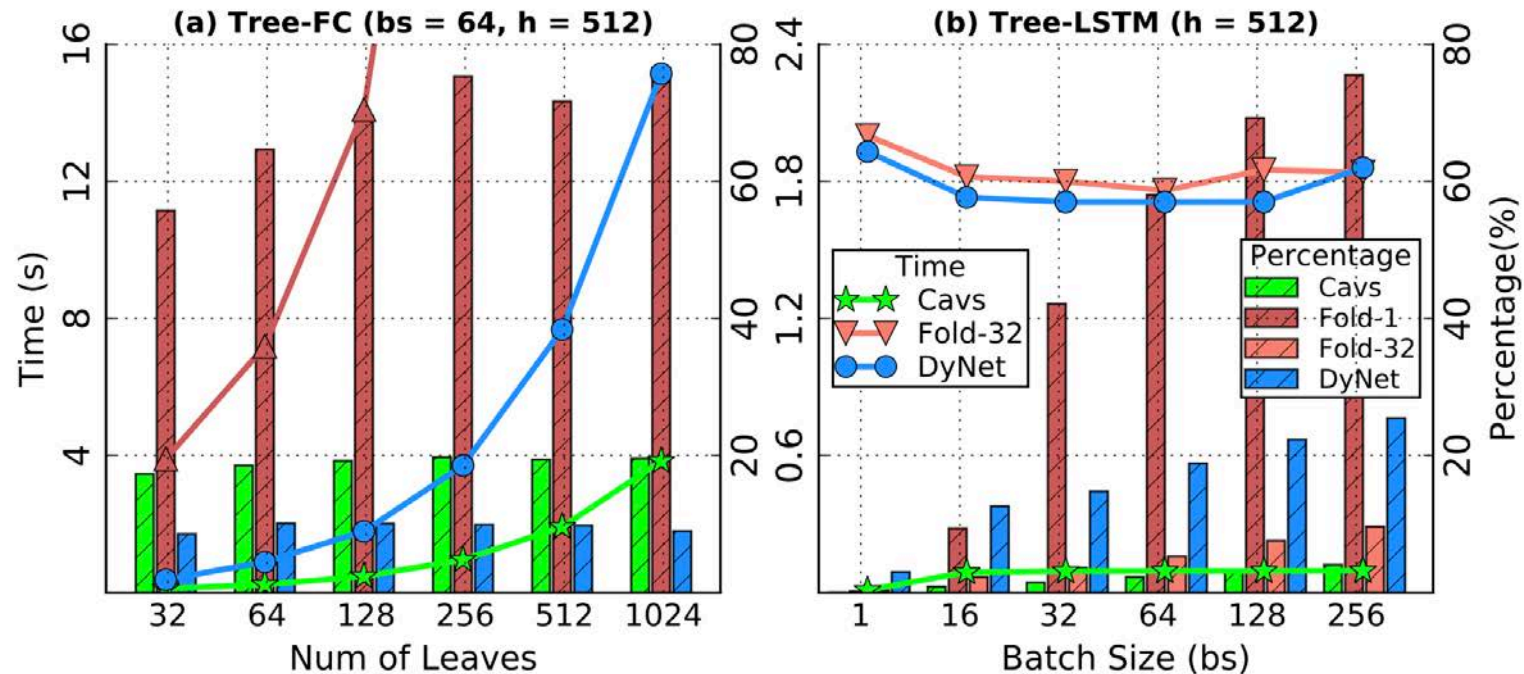 (a) Tree-FC (bs = 64, h = 512)
Time (s)
16
12
8
4
80
60
40
20
32 64 128 256 512 1024
Num of Leaves
(b) Tree-LSTM (h = 512)
2.4
1.8
1.2
0.6
80
60
40
20
Percentage(%)
Time
Cavs
Fold-32
DyNet
Percentage
Cavs
Fold-1
Fold-32
DyNet
1 16 32 64 128 256
Batch Size (bs)